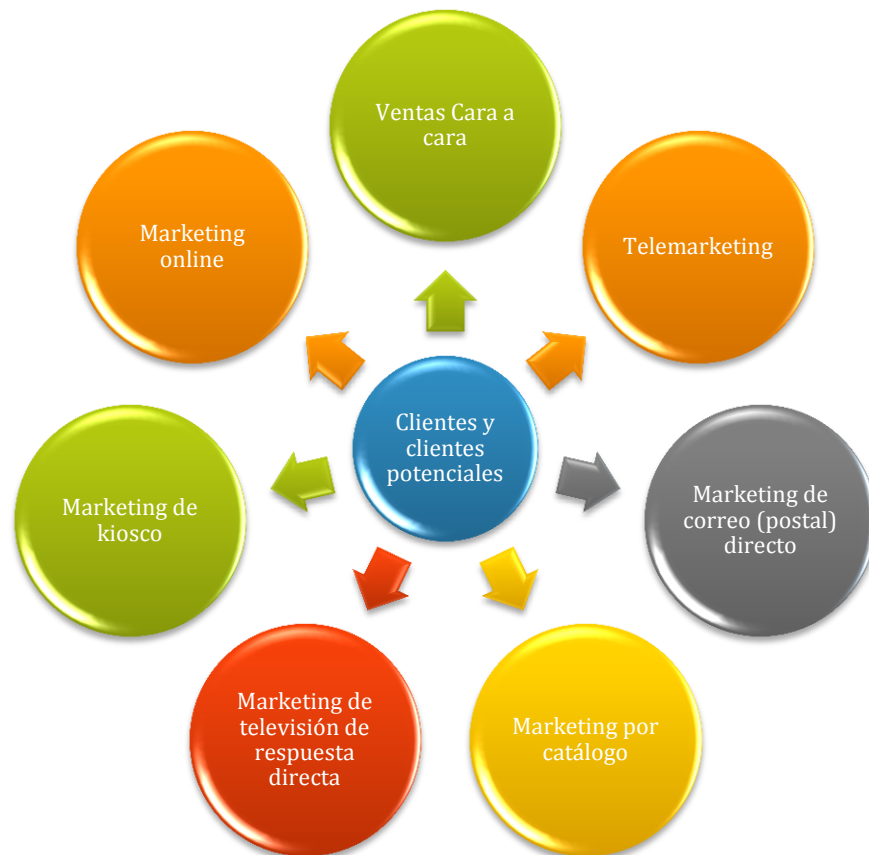 Ventas Cara a
cara
Telemarketing
Marketing de
correo (postal)
directo
Marketing por
catálogo
Marketing de
televisión de
respuesta
directa
Marketing de
kiosco
Marketing
online
Clientes y
clientes
potenciales